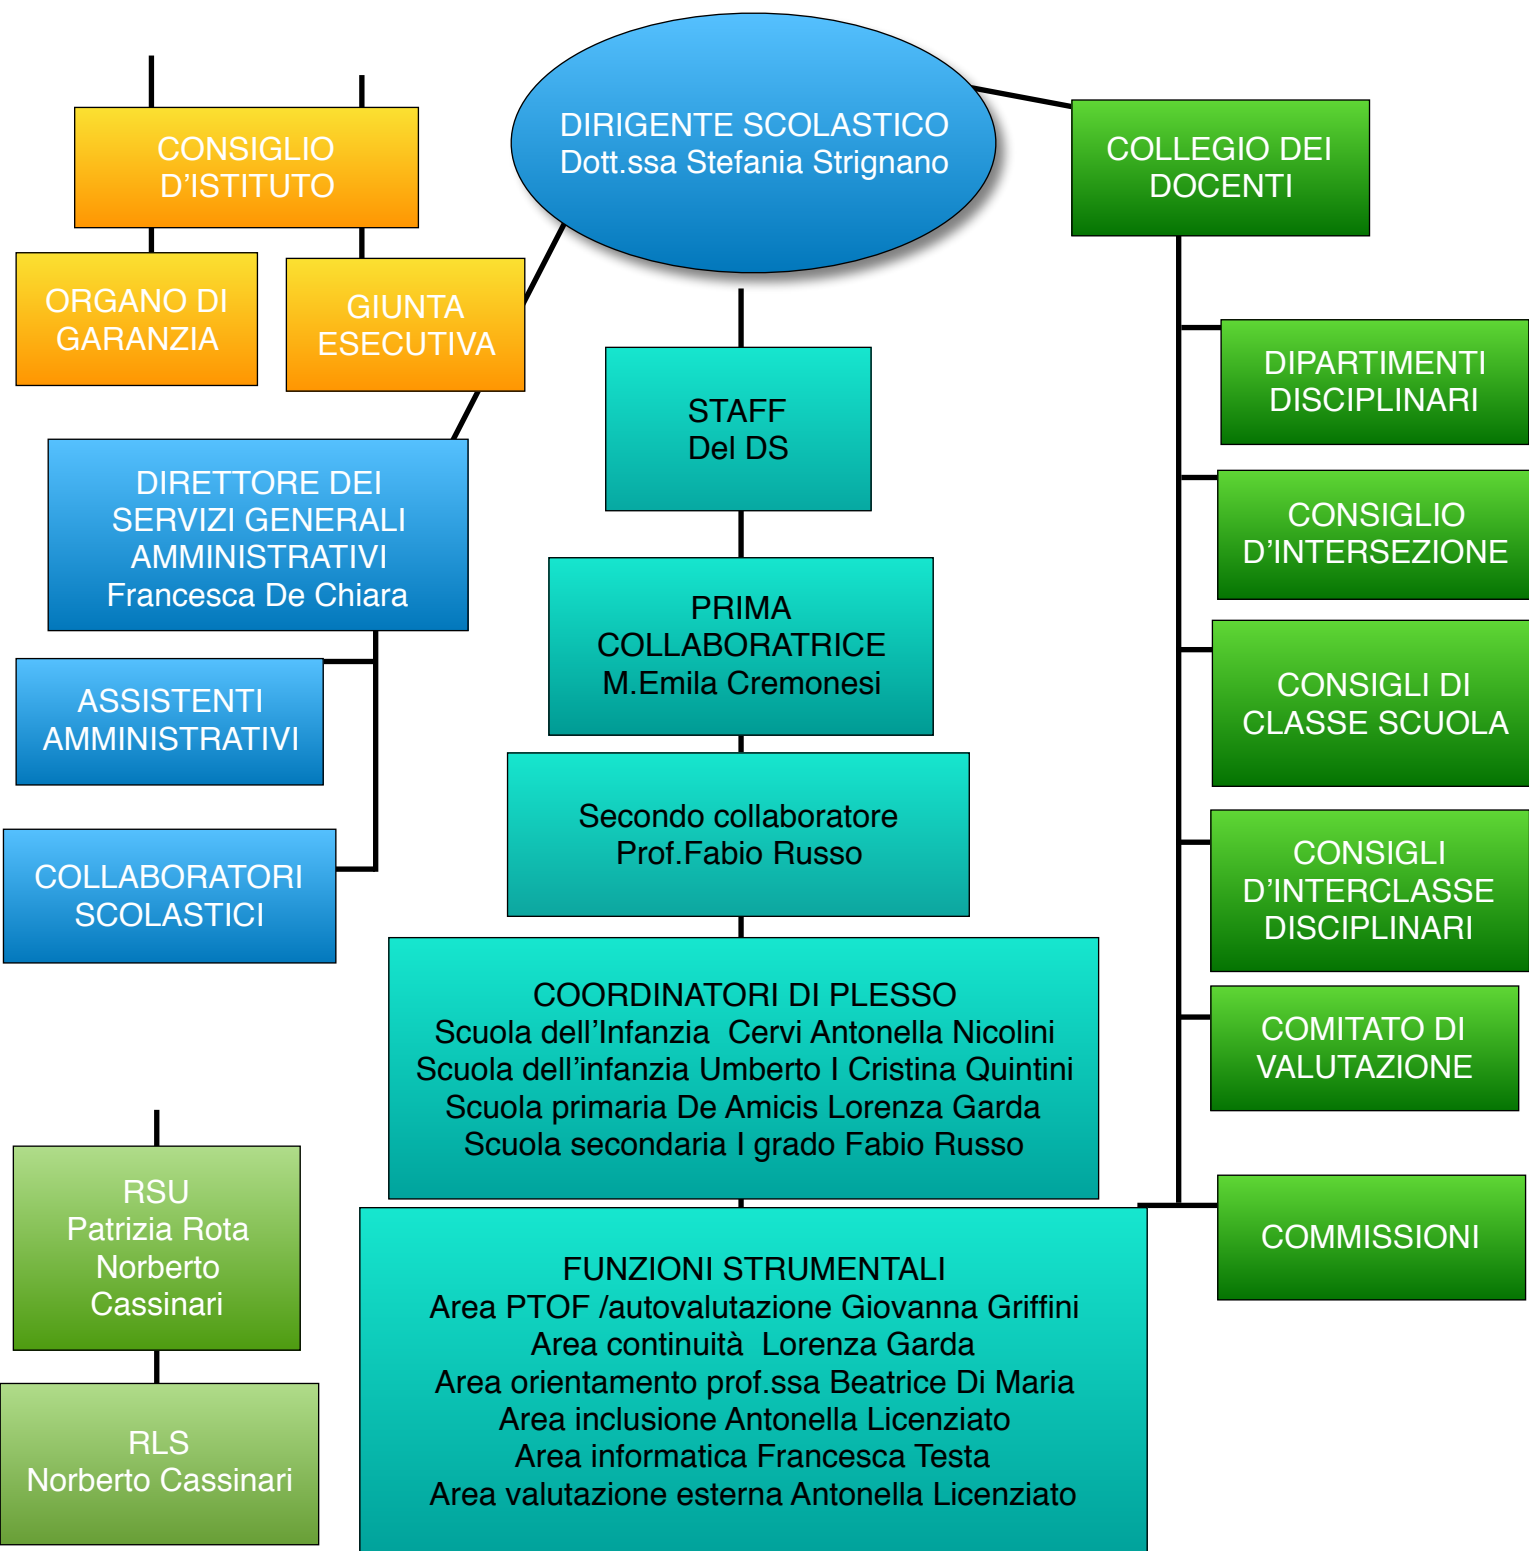 DIRIGENTE SCOLASTICO
Dott.ssa Stefania Strignano
CONSIGLIO
D’ISTITUTO
ORGANO DI
GARANZIA
GIUNTA
ESECUTIVA
DIRETTORE DEI
SERVIZI GENERALI
AMMINISTRATIVI
Francesca De Chiara
ASSISTENTI
AMMINISTRATIVI
COLLABORATORI
SCOLASTICI
RSU
Patrizia Rota
Norberto
Cassinari
RLS
Norberto Cassinari
STAFF
Del DS
PRIMA
COLLABORATRICE
M.Emila Cremonesi
Secondo collaboratore
Prof.Fabio Russo
COORDINATORI DI PLESSO
Scuola dell’Infanzia  Cervi Antonella Nicolini
Scuola dell’infanzia Umberto I Cristina Quintini
Scuola primaria De Amicis Lorenza Garda
Scuola secondaria I grado Fabio Russo
FUNZIONI STRUMENTALI
Area PTOF /autovalutazione Giovanna Griffini
Area continuità  Lorenza Garda
Area orientamento prof.ssa Beatrice Di Maria
Area inclusione Antonella Licenziato
Area informatica Francesca Testa
Area valutazione esterna Antonella Licenziato
COLLEGIO DEI
DOCENTI
DIPARTIMENTI
DISCIPLINARI
CONSIGLIO
D’INTERSEZIONE
CONSIGLI DI
CLASSE SCUOLA
CONSIGLI
D’INTERCLASSE
DISCIPLINARI
COMITATO DI
VALUTAZIONE
COMMISSIONI